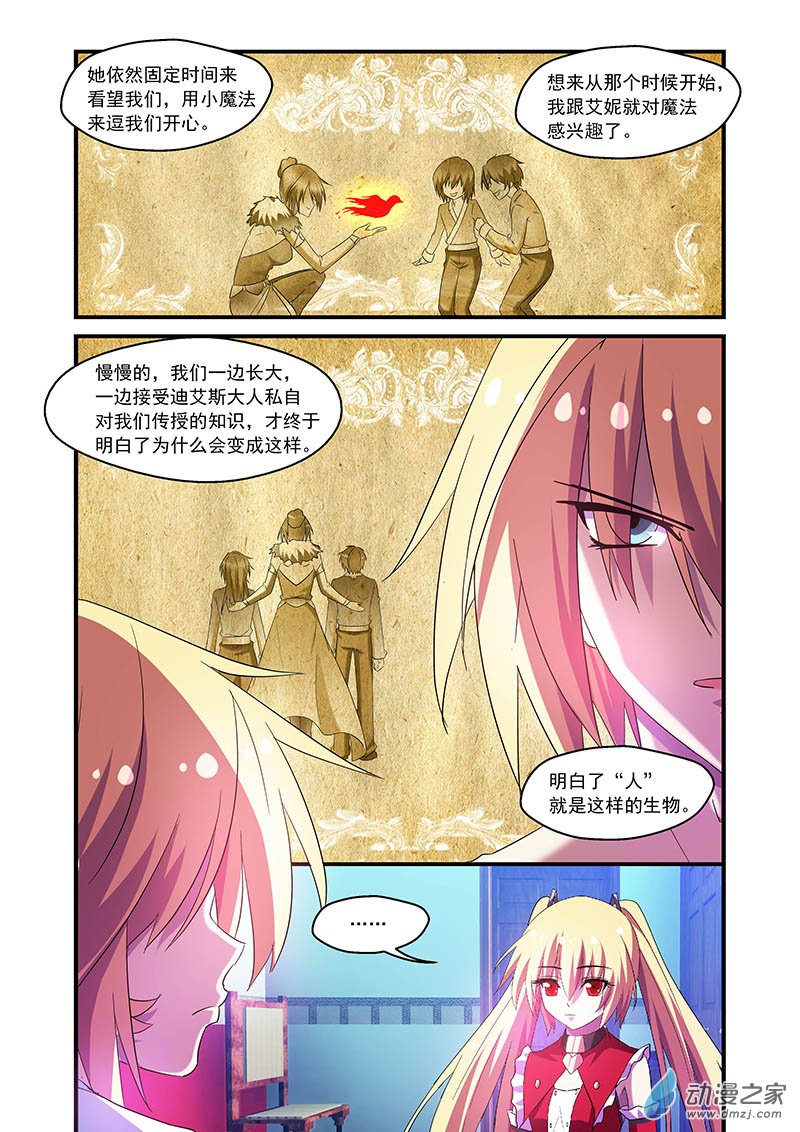 她依然固定时间来
看望我们，用小魔法
来逗我们开心。
想来从那个时候开始，
我跟艾妮就对魔法
感兴趣了。
慢慢的，我们一边长大，
一边接受迪艾斯大人私自
对我们传授的知识，才终于
明白了为什么会变成这样。
明白了“人”
就是这样的生物。
……
动漫之家
www.dmzj.com